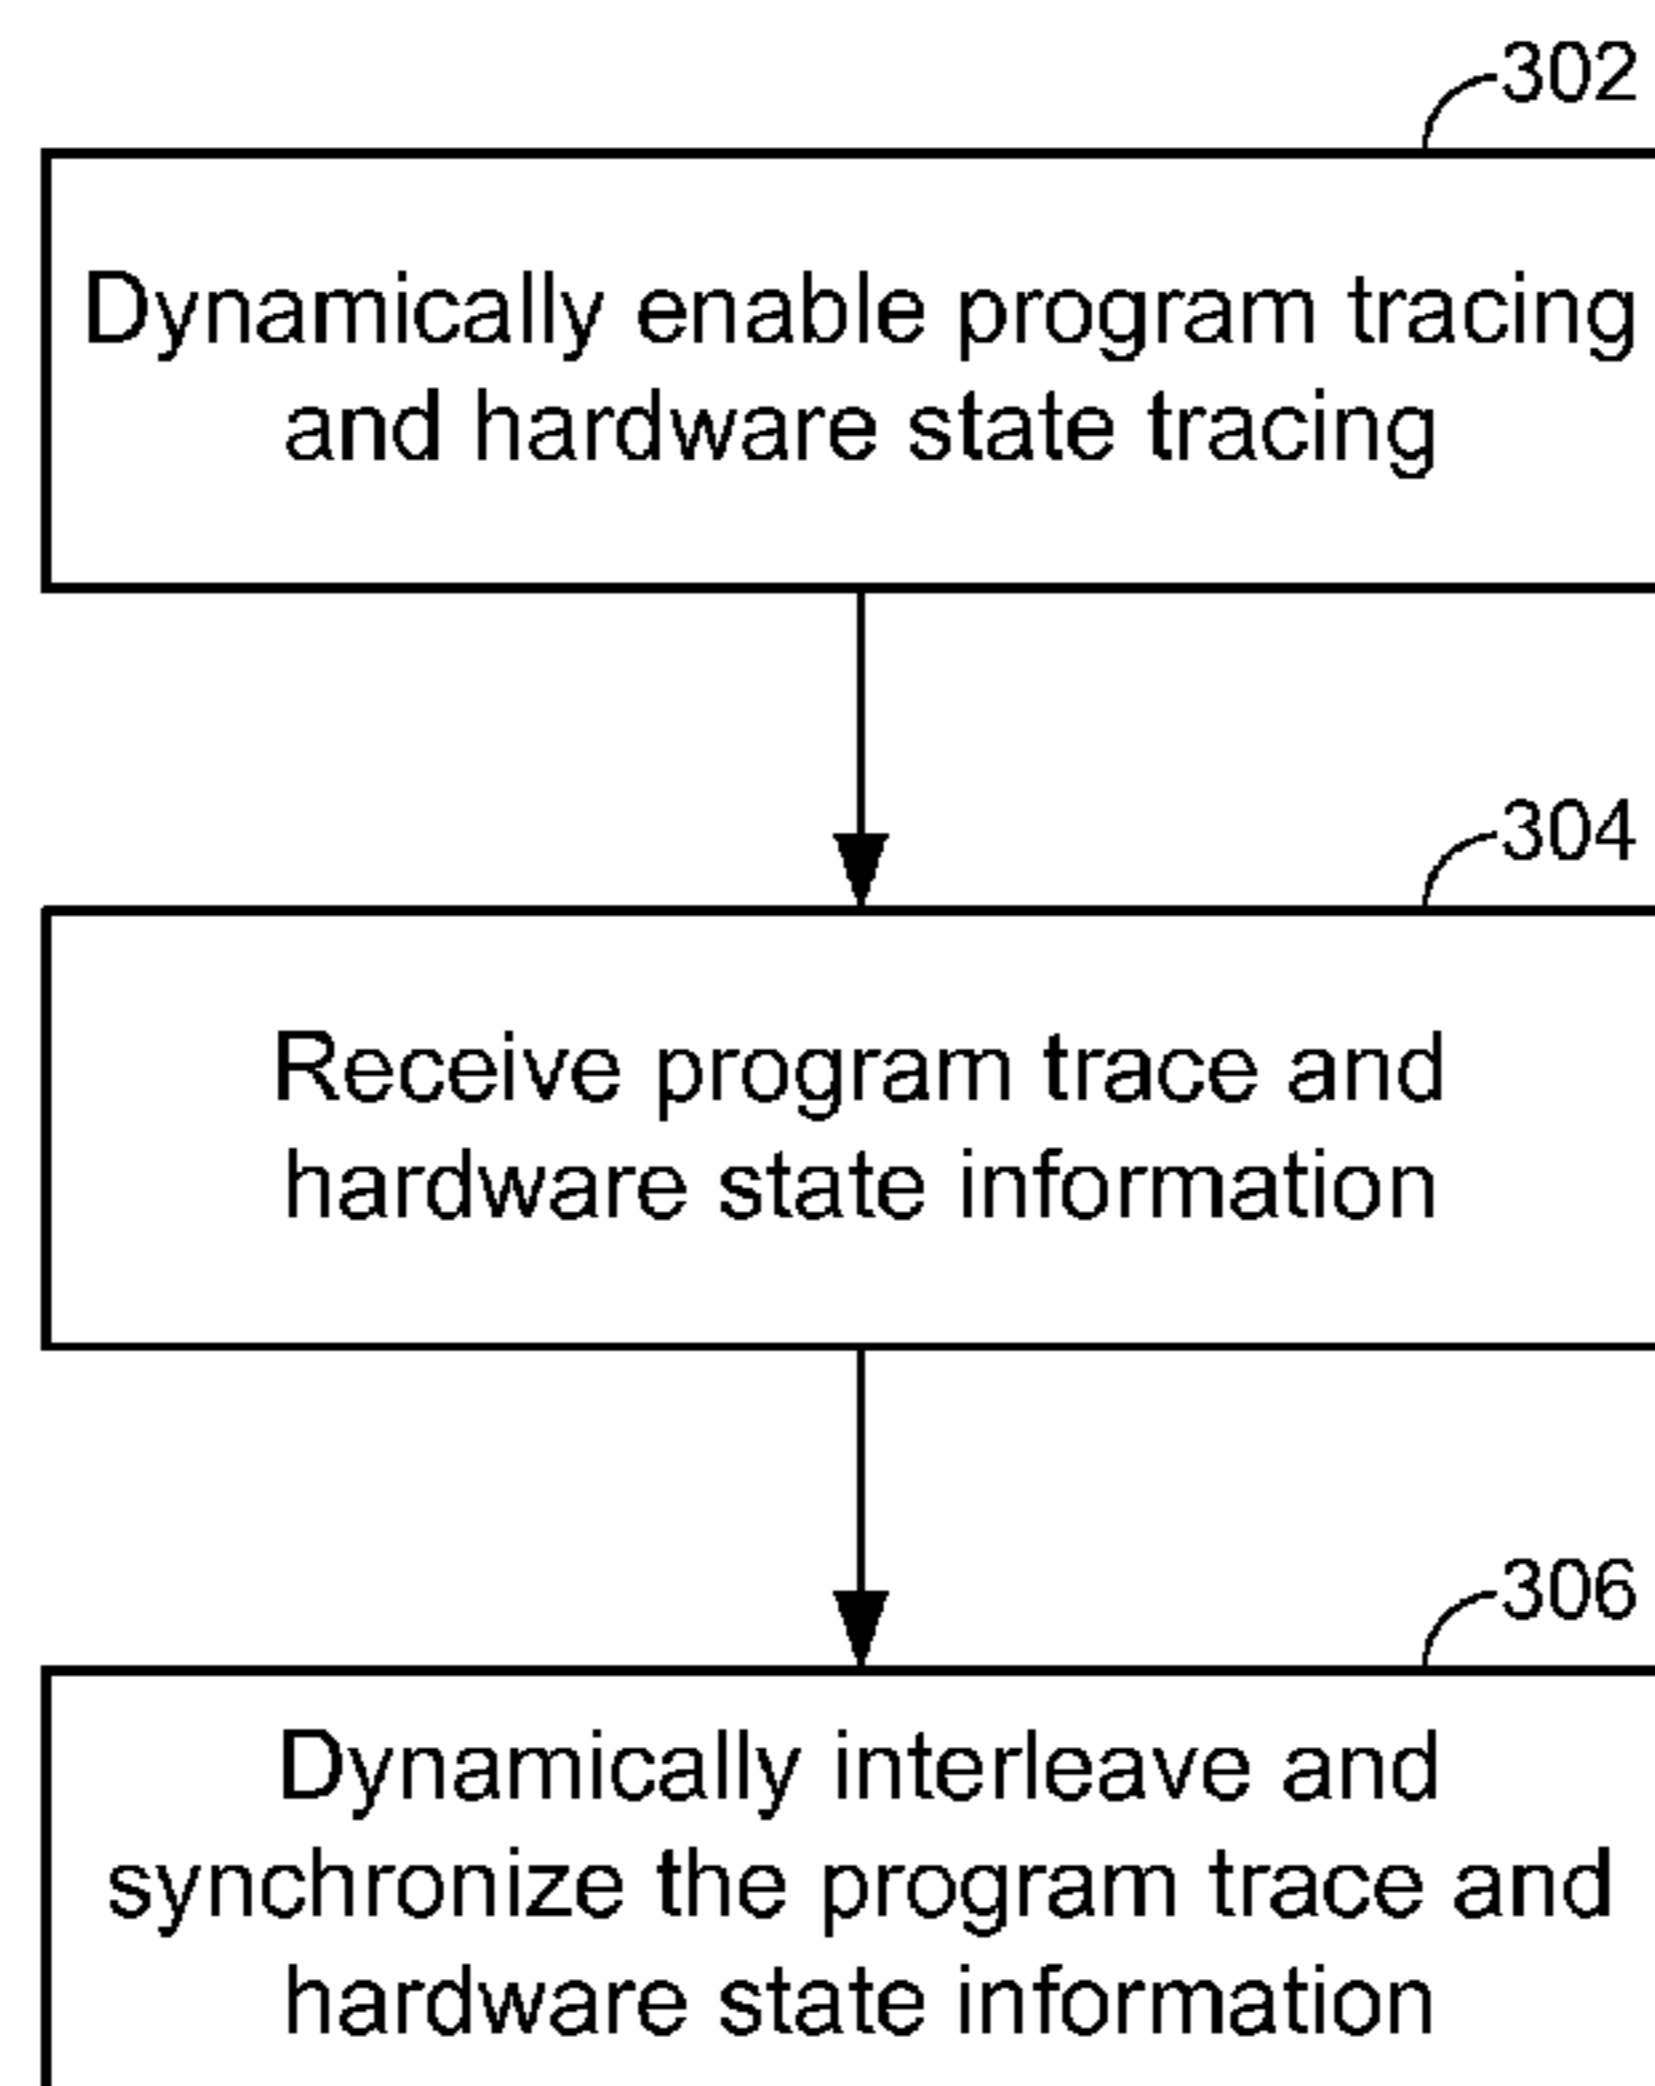 302
Dynamically enable program tracing
and hardware state tracing
304
Receive program trace and
hardware state information
306
Dynamically interleave and
synchronize the program trace and
hardware state information